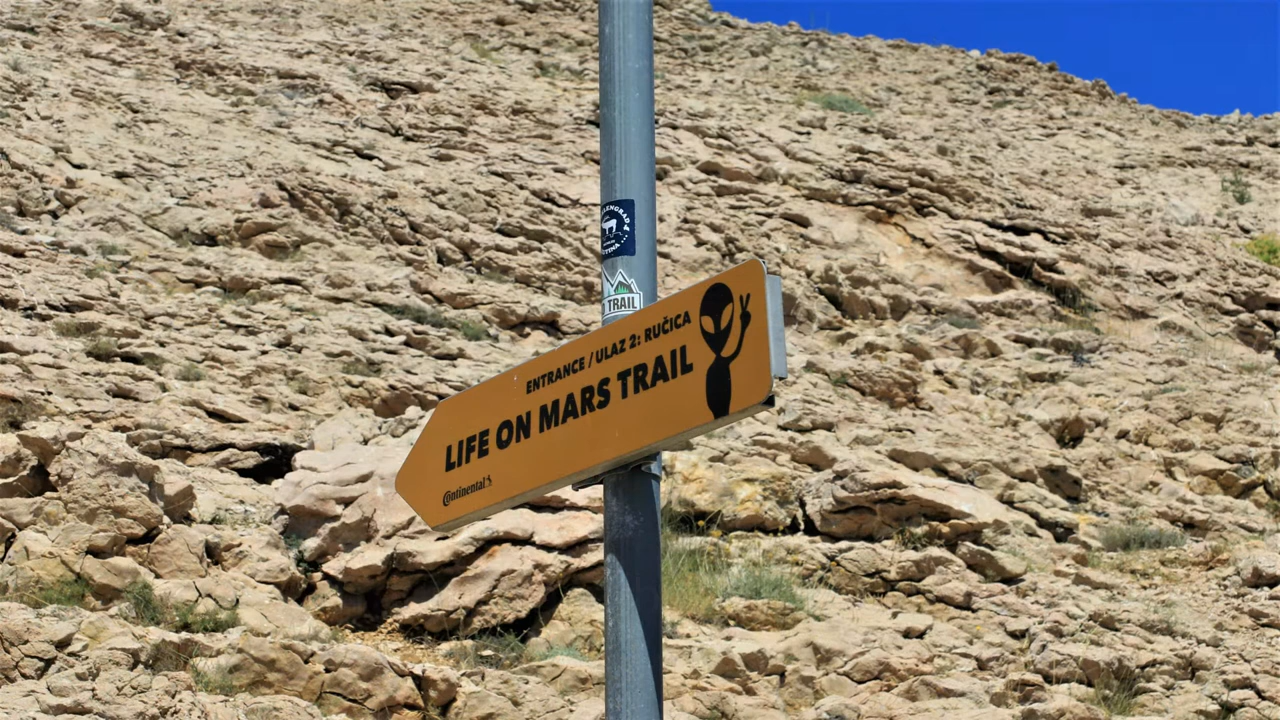 TRAIL
ENTRANCE / ULAZ 2: RUČICA
LIFE ON MARS TRAIL
Continental